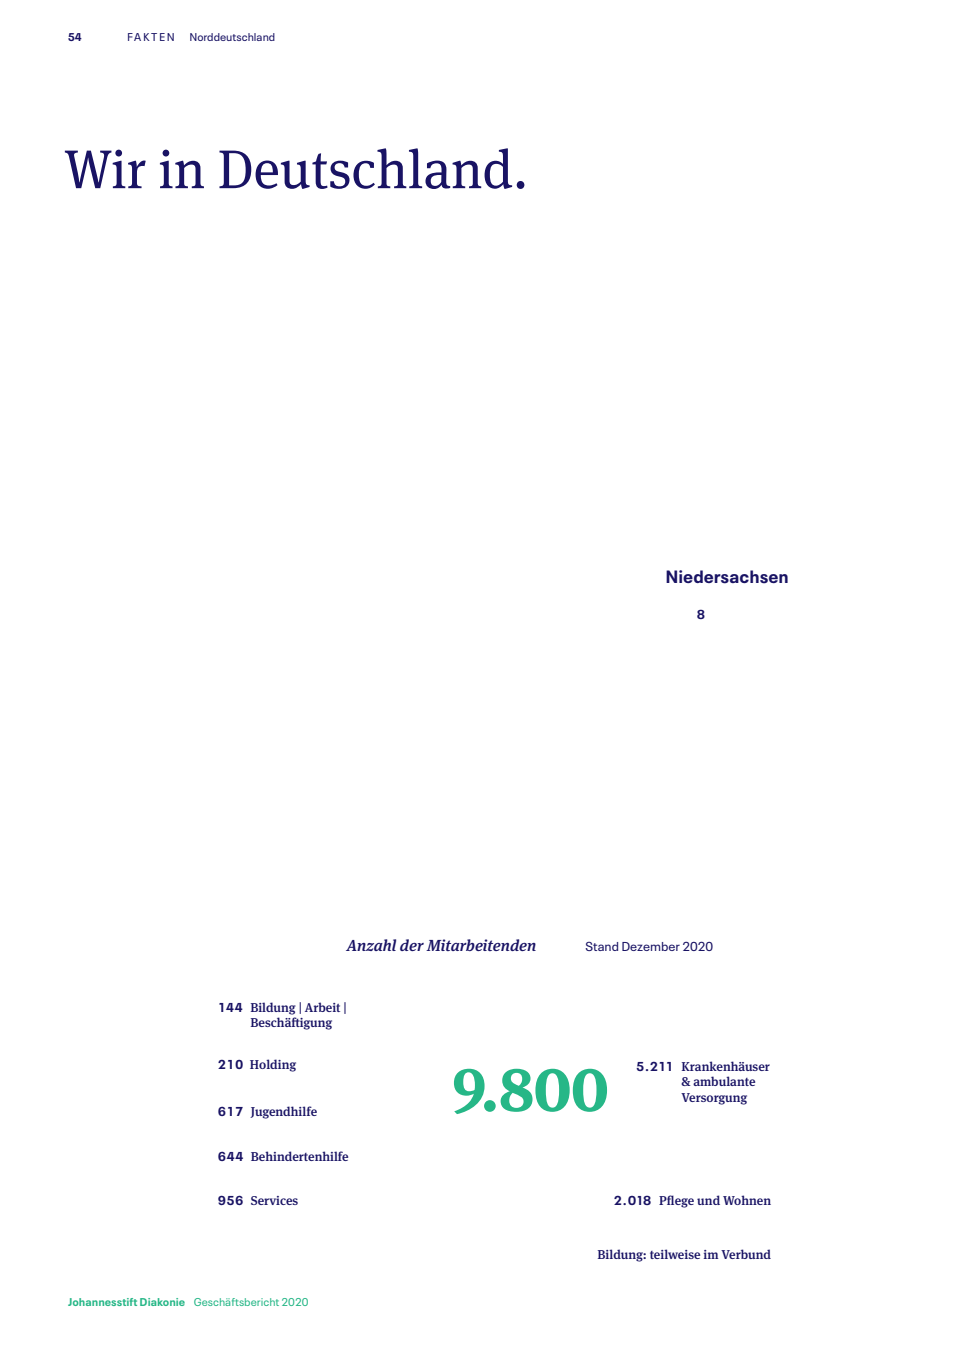 54 FAKTEN Norddeutschland
Wir in Deutschland.
Niedersachsen
8
Anzahl der Mitarbeitenden Stand Dezember 2020
144 Bildung | Arbeit |
Beschäftigung
210 Holding
617 Jugendhilfe
644 Behindertenhilfe
956 Services
9.800
5.211 Krankenhäuser
& ambulante
Versorgung
2.018 Pflege und Wohnen
Bildung: teilweise im Verbund
Johannesstift Diakonie Geschäftsbericht 2020